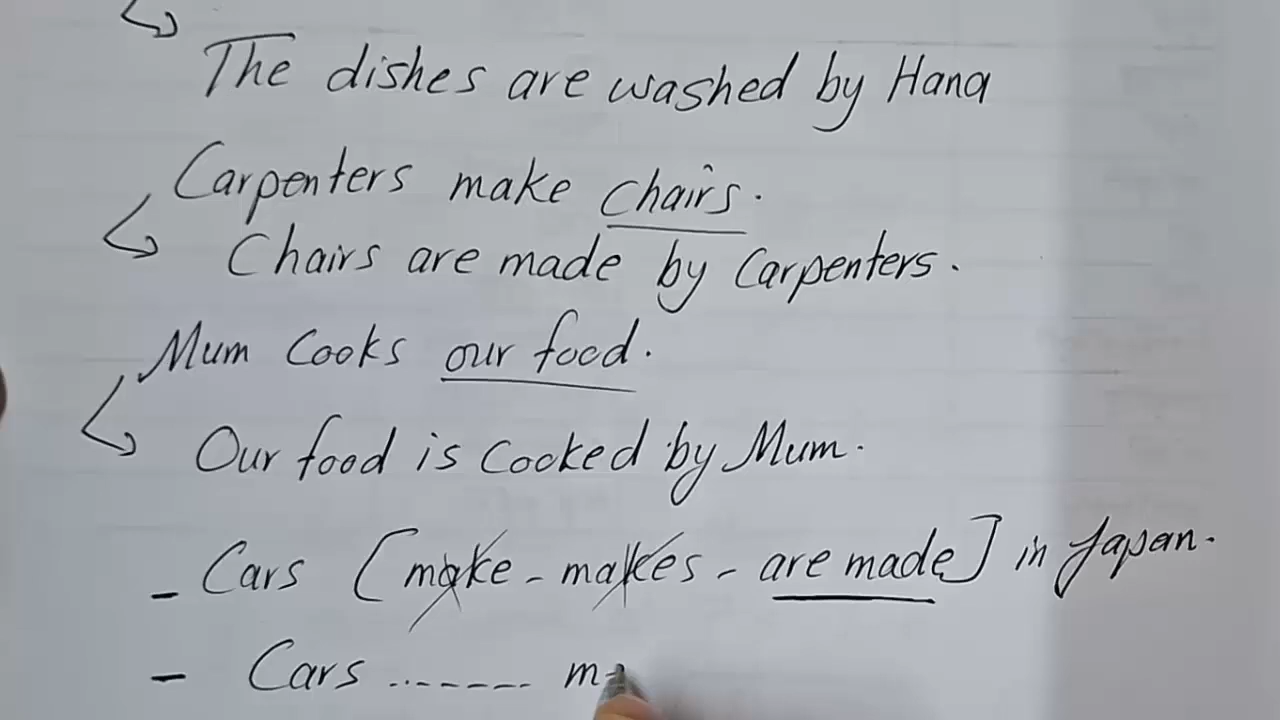 The dishes are washed by Hana
Carpenters make chairs.
Chairs are made by Carpenters.
Mum Cooks our food.
Our food is Cooked by Mum.
- Cars [make - makes - are made] in Japan.
- Cars ........ m